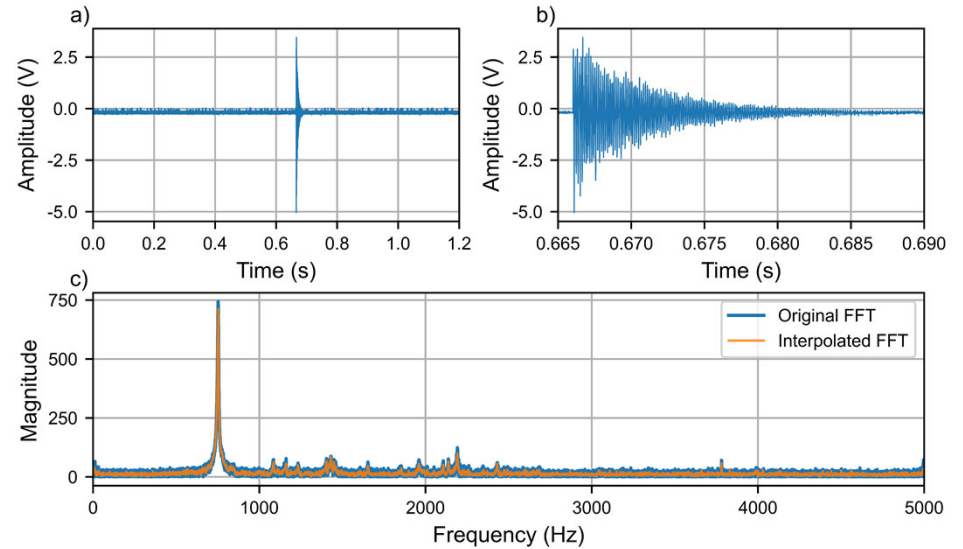 a)
b)
2.5
0.0
-2.5
-5.0
Amplitude (V)
0.0 0.2 0.4 0.6 0.8 1.0 1.2
Time (s)
2.5
0.0
-2.5
-5.0
Amplitude (V)
0.665 0.670 0.675 0.680 0.685 0.690
Time (s)
c)
750
500
250
0
Magnitude
Original FFT
Interpolated FFT
0 1000 2000 3000 4000 5000
Frequency (Hz)